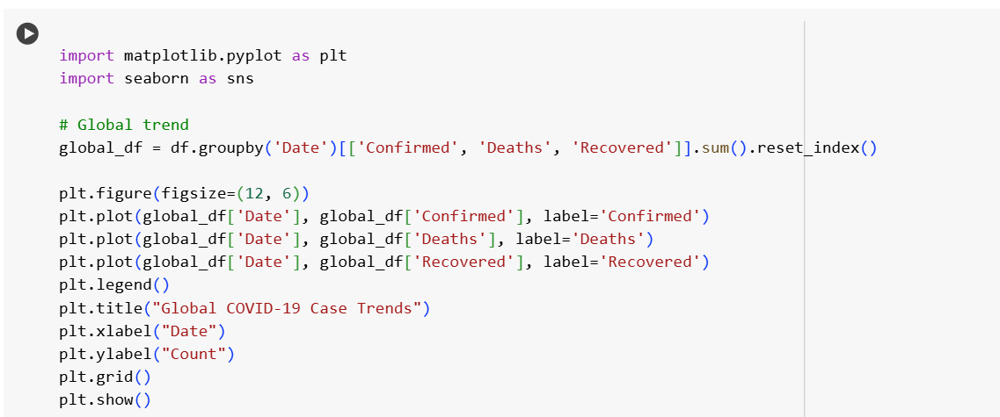 import matplotlib.pyplot as plt
import seaborn as sns
# Global trend
global_df = df.groupby('Date')[['Confirmed', 'Deaths', 'Recovered']].sum().reset_index()
plt.figure(figsize=(12, 6))
plt.plot(global_df['Date'], global_df['Confirmed'], label='Confirmed')
plt.plot(global_df['Date'], global_df['Deaths'], label='Deaths')
plt.plot(global_df['Date'], global_df['Recovered'], label='Recovered')
plt.legend()
plt.title("Global COVID-19 Case Trends")
plt.xlabel("Date")
plt.ylabel("Count")
plt.grid()
plt.show()